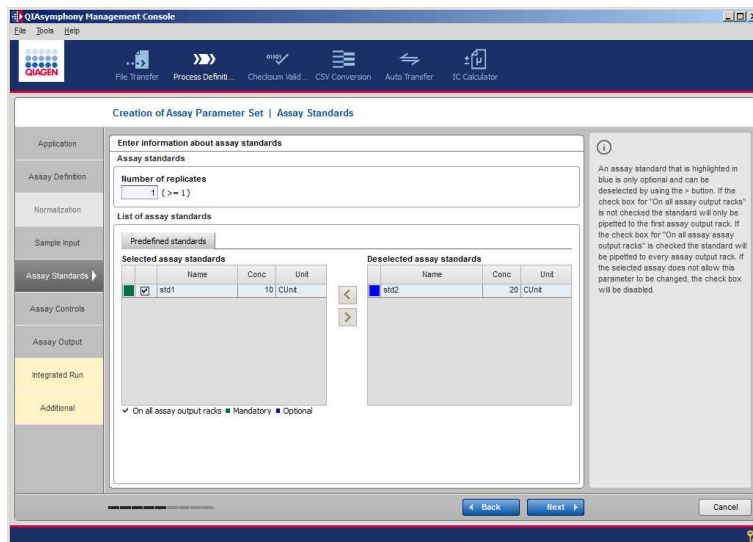 QIAsymphony Management Console
File Tools Help
QIAGEN
File Transfer
Process Definiti...
Checksum Valid...
CSV Conversion
Auto Transfer
IC Calculator
Creation of Assay Parameter Set | Assay Standards
Application
Assay Definition
Normalization
Sample Input
Assay Standards
Assay Controls
Assay Output
Integrated Run
Additional
Enter information about assay standards
Assay standards
Number of replicates
1 (>= 1)
List of assay standards
Predefined standards
Selected assay standards
Name Conc Unit
std1 10 CUnit
<
>
Deselected assay standards
Name Conc Unit
std2 20 CUnit
On all assay output racks Mandatory Optional
An assay standard that is highlighted in
blue is only optional and can be
deselected by using the > button. If the
check box for "On all assay output racks"
is not checked the standard will only be
pipetted to the first assay output rack. If
the check box for "On all assay assay
output racks" is checked the standard will
be pipetted to every assay output rack. If
the selected assay does not allow this
parameter to be changed, the check box
will be disabled.
Back
Next
Cancel